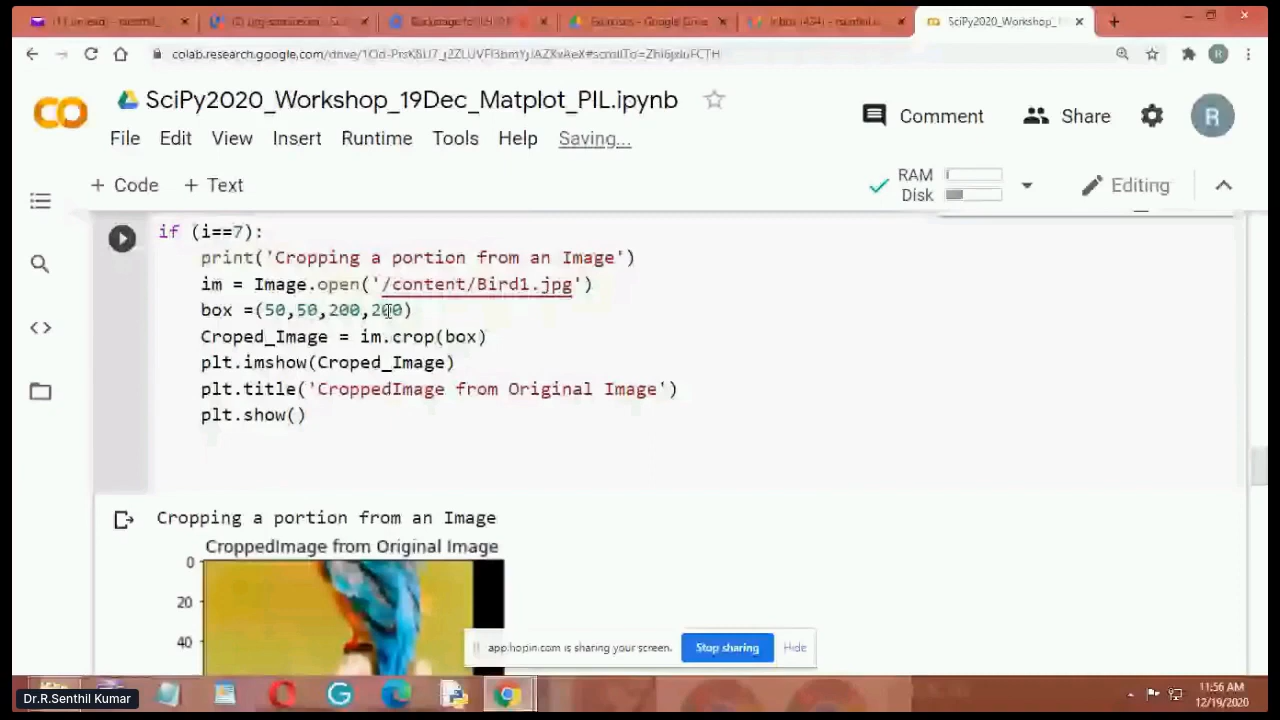 Exercises - Google Drive
SciPy2020_Workshop_1
SciPy2020_Workshop_19Dec_Matplot_PIL.ipynb
Comment
Share
R
File Edit View Insert Runtime Tools Help Saving...
+ Code + Text
RAM
Disk
Editing
if (i==7):
print('Cropping a portion from an Image')
im = Image.open('/content/Bird1.jpg')
box =(50,50,200,200)
Croped_Image = im.crop(box)
plt.imshow(Croped_Image)
plt.title('CroppedImage from Original Image')
plt.show()
Cropping a portion from an Image
CroppedImage from Original Image
0
20
40
app.hopin.com is sharing your screen. Stop sharing Hide
Dr.R.Senthil Kumar
11:56 AM
12/19/2020